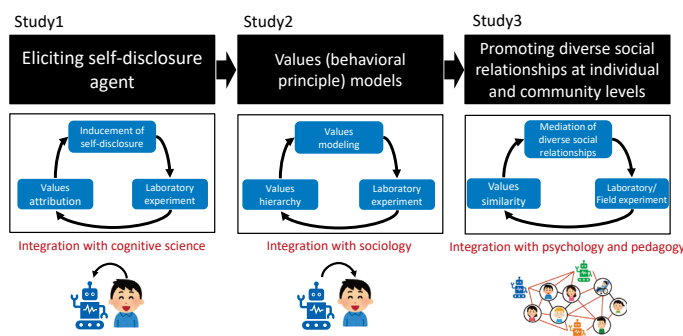 Study1
Eliciting self-disclosure
agent
Inducement of
self-disclosure
Values
attribution
Laboratory
experiment
Integration with cognitive science
Study2
Values (behavioral
principle) models
Values
modeling
Values
hierarchy
Laboratory
experiment
Integration with sociology
Study3
Promoting diverse social
relationships at individual
and community levels
Mediation of
diverse social
relationships
Values
similarity
Laboratory/
Field experiment
Integration with psychology and pedagogy